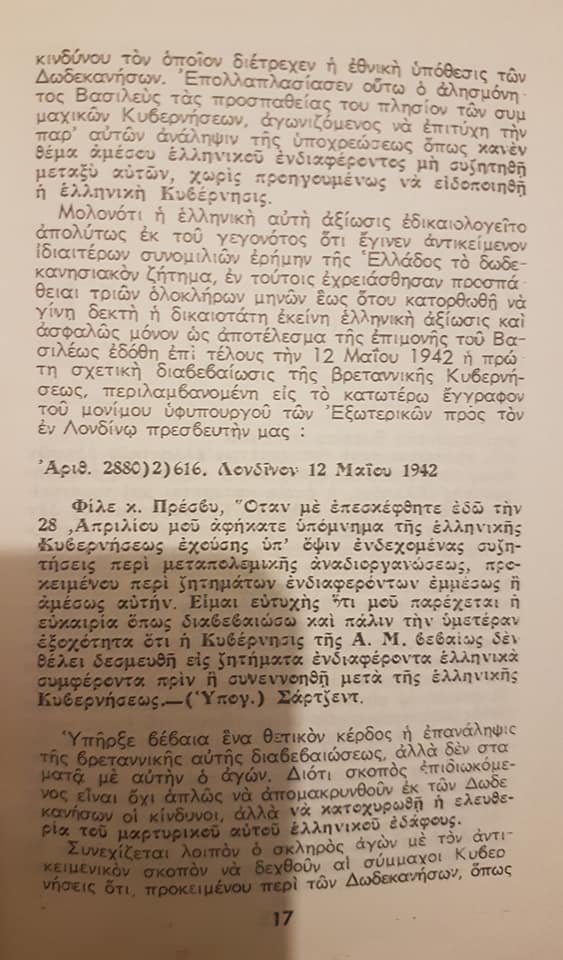 κινδύνου τὸν ὁποῖον διέτρεχεν ἡ ἐθνικὴ ὑπόθεσις τῶν
Δωδεκανήσων. Ἐπολλαπλασίασεν οὕτω ὁ ἀλησμόνη
τος Βασιλεὺς τὰς προσπαθείας του πλησίον τῶν συμ
μαχικῶν Κυβερνήσεων, ἀγωνιζόμενος νὰ ἐπιτύχη τὴν
παρ' αὐτῶν ἀνάληψιν τῆς ὑποχρεώσεως ὅπως κανὲν
θέμα ἀμέσου ἑλληνικοῦ ἐνδιαφέροντος μὴ συζητηθῆ
μεταξὺ αὐτῶν, χωρὶς προηγουμένως νὰ εἰδοποιηθῆ
ἡ ἑλληνικὴ Κυβέρνησις.
Μολονότι ἡ ἑλληνικὴ αὐτὴ ἀξίωσις ἐδικαιολογεῖτο
ἀπολύτως ἐκ τοῦ γεγονότος ὅτι ἔγινεν ἀντικείμενον
ἰδιαιτέρων συνομιλιῶν ἐρήμην τῆς Ἑλλάδος τὸ δωδε-
κανησιακὸν ζήτημα, ἐν τούτοις ἐχρειάσθησαν προσπά-
θειαι τριῶν ὁλοκλήρων μηνῶν ἕως ὅτου κατορθωθῆ νὰ
γίνη δεκτὴ ἡ δικαιοτάτη ἐκείνη ἑλληνικὴ ἀξίωσις καὶ
ἀσφαλῶς μόνον ὡς ἀποτέλεσμα τῆς ἐπιμονῆς τοῦ Βα-
σιλέως ἐδόθη ἐπὶ τέλους τὴν 12 Μαΐου 1942 ἡ πρώ
τη σχετικὴ διαβεβαίωσις τῆς βρεταννικῆς Κυβερνή-
σεως, περιλαμβανομένη εἰς τὸ κατωτέρω ἔγγραφον
τοῦ μονίμου ὑφυπουργοῦ τῶν Ἐξωτερικῶν πρὸς τὸν
ἐν Λονδίνῳ πρεσβευτήν μας :
Ἀριθ. 2880)2)616. Λονδῖνον 12 Μαΐου 1942
Φίλε κ. Πρέσβυ, Ὅταν μὲ ἐπεσκέφθητε ἐδῶ τὴν
28 ,Απριλίου μοῦ ἀφήκατε ὑπόμνημα τῆς ἑλληνικῆς
Κυβερνήσεως ἐχούσης ὑπ' ὄψιν ἐνδεχομένας συζη-
τήσεις περὶ μεταπολεμικῆς ἀναδιοργανώσεως, προ-
κειμένου περὶ ζητημάτων ἐνδιαφερόντων ἐμμέσως ἢ
ἀμέσως αὐτήν. Εἶμαι εὐτυχὴς ὅτι μοῦ παρέχεται ἡ
εὐκαιρία ὅπως διαβεβαιώσω καὶ πάλιν τὴν ὑμετέραν
ἐξοχότητα ὅτι ἡ Κυβέρνησις τῆς Α. Μ. βεβαίως δὲν
θέλει δεσμευθῆ εἰς ζητήματα ἐνδιαφέροντα ἑλληνικὰ
συμφέροντα πρὶν ἢ συνεννοηθῆ μετὰ τῆς ἑλληνικῆς
Κυβερνήσεως.—(Ὑπογ.) Σάρτζεντ.
Ὑπῆρξε βέβαια ἕνα θετικὸν κέρδος ἡ ἐπανάληψις
τῆς βρεταννικῆς αὐτῆς διαβεβαιώσεως, ἀλλὰ δὲν στα
ματᾷ μὲ αὐτὴν ὁ ἀγών. Διότι σκοπὸς ἐπιδιωκόμε-
νος εἶναι ὄχι ἁπλῶς νὰ ἀπομακρυνθοῦν ἐκ τῶν Δωδε
κανήσων οἱ κίνδυνοι, ἀλλὰ νὰ κατοχυρωθῆ ἡ ἐλευθε-
ρία τοῦ μαρτυρικοῦ αὐτοῦ ἑλληνικοῦ ἐδάφους.
Συνεχίζεται λοιπὸν ὁ σκληρὸς ἀγὼν μὲ τὸν ἀντι-
κειμενικὸν σκοπὸν νὰ δεχθοῦν αἱ σύμμαχοι Κυβερ
νήσεις ὅτι, προκειμένου περὶ τῶν Δωδεκανήσων, ὅπως
17